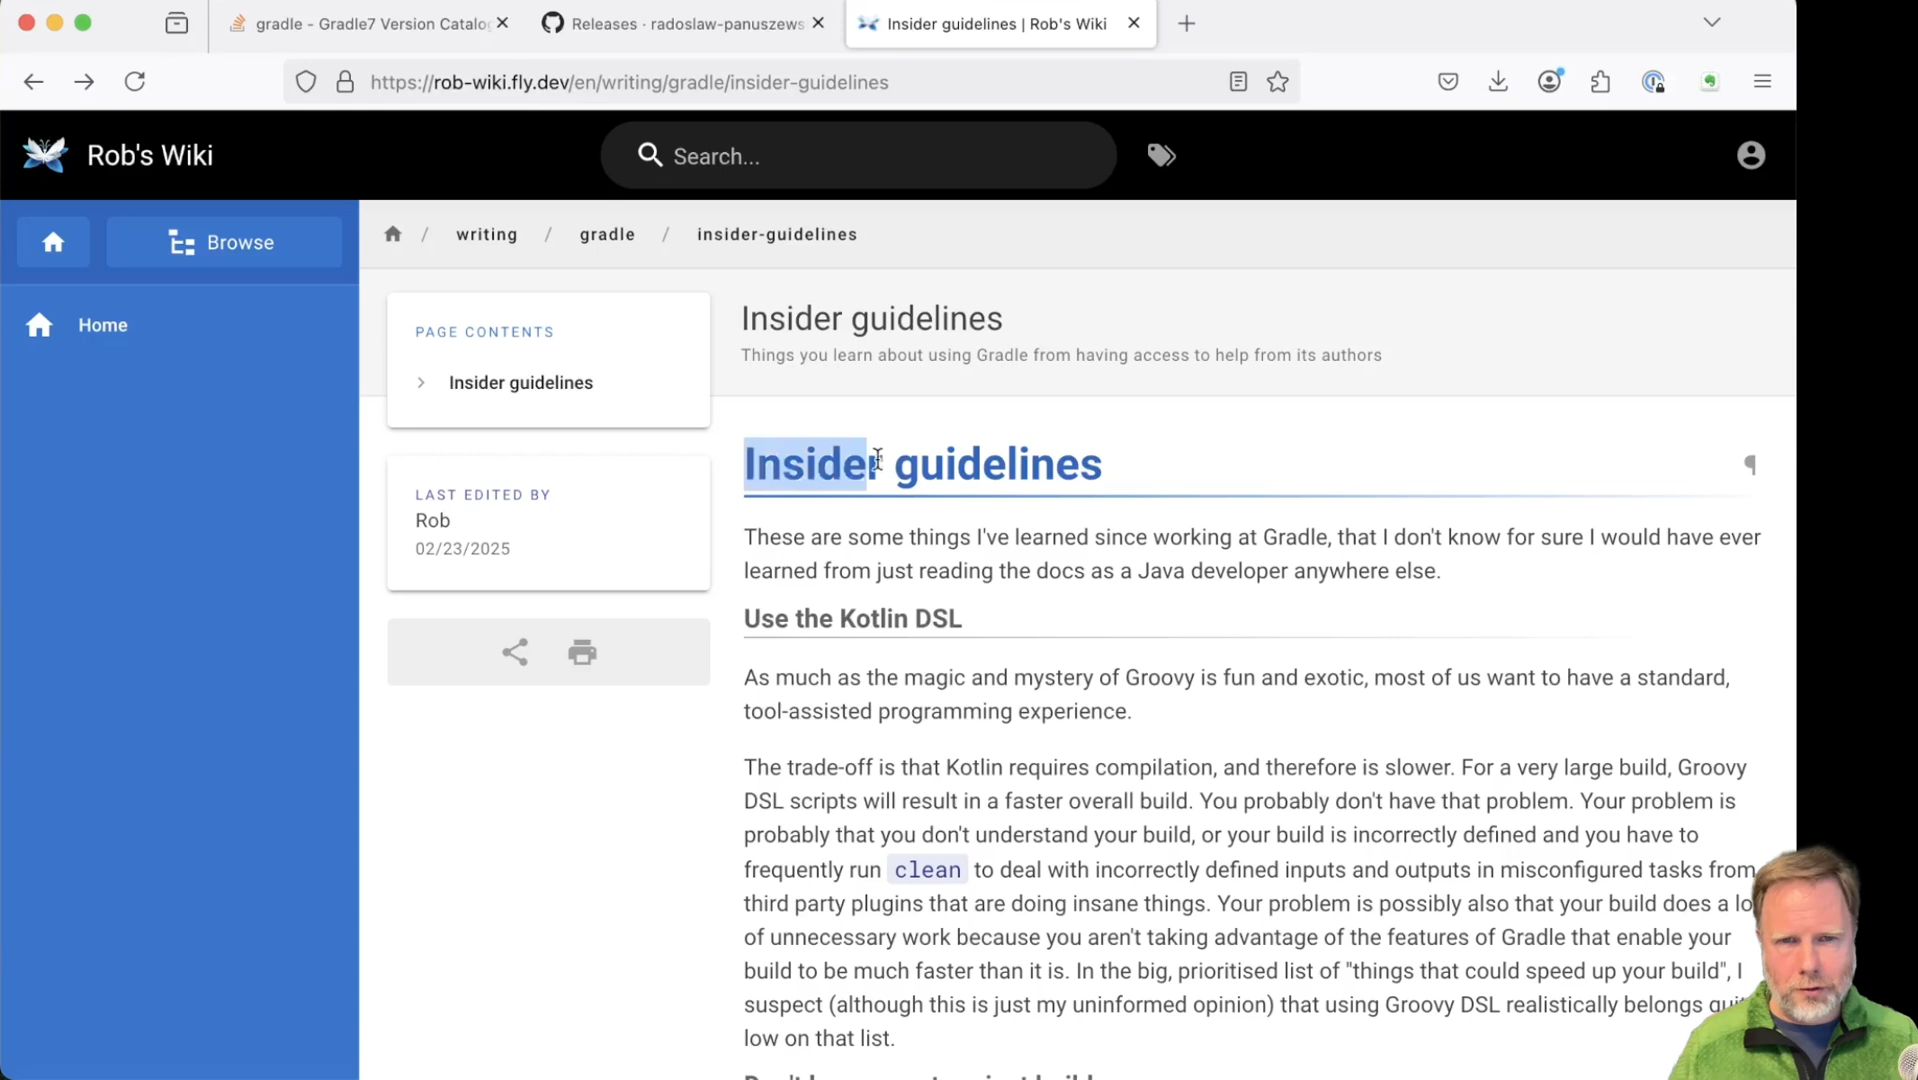 gradle - Gradle7 Version Catalog
Releases · radoslaw-panuszews
Insider guidelines | Rob's Wiki
https://rob-wiki.fly.dev/en/writing/gradle/insider-guidelines
Rob's Wiki
Search...
Browse
Home
/ writing / gradle / insider-guidelines
PAGE CONTENTS
Insider guidelines
LAST EDITED BY
Rob
02/23/2025
Insider guidelines
Things you learn about using Gradle from having access to help from its authors
Insider guidelines ¶
These are some things I've learned since working at Gradle, that I don't know for sure I would have ever
learned from just reading the docs as a Java developer anywhere else.
Use the Kotlin DSL
As much as the magic and mystery of Groovy is fun and exotic, most of us want to have a standard,
tool-assisted programming experience.
The trade-off is that Kotlin requires compilation, and therefore is slower. For a very large build, Groovy
DSL scripts will result in a faster overall build. You probably don't have that problem. Your problem is
probably that you don't understand your build, or your build is incorrectly defined and you have to
frequently run clean to deal with incorrectly defined inputs and outputs in misconfigured tasks from
third party plugins that are doing insane things. Your problem is possibly also that your build does a lo
of unnecessary work because you aren't taking advantage of the features of Gradle that enable your
build to be much faster than it is. In the big, prioritised list of "things that could speed up your build", I
suspect (although this is just my uninformed opinion) that using Groovy DSL realistically belongs
low on that list.